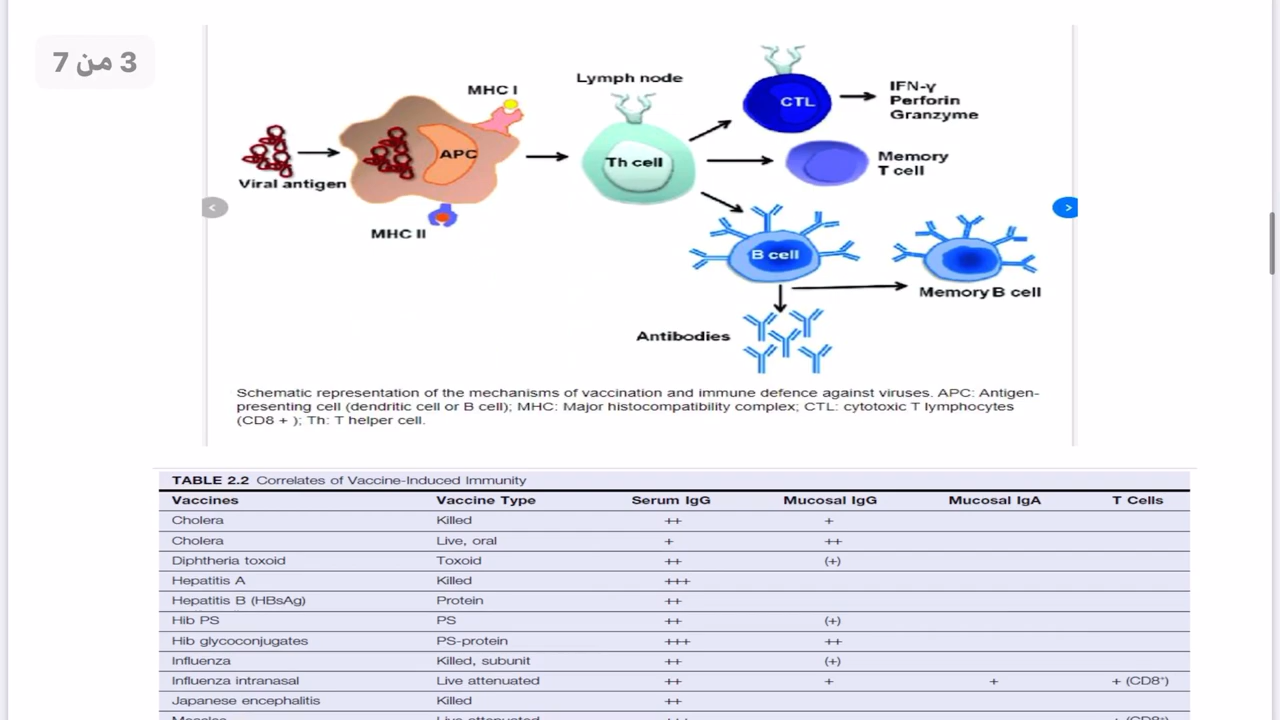 3 من 7
Lymph node
MHC I
CTL
IFN-γ
Perforin
Granzyme
APC
Th cell
Memory
T cell
Viral antigen
<
>
MHC II
B cell
Memory B cell
Antibodies
Schematic representation of the mechanisms of vaccination and immune defence against viruses. APC: Antigen-
presenting cell (dendritic cell or B cell); MHC: Major histocompatibility complex; CTL: cytotoxic T lymphocytes
(CD8 + ); Th: T helper cell.
TABLE 2.2 Correlates of Vaccine-Induced Immunity
Vaccines Vaccine Type Serum IgG Mucosal IgG Mucosal IgA T Cells
Cholera Killed ++ +
Cholera Live, oral + ++
Diphtheria toxoid Toxoid ++ (+)
Hepatitis A Killed +++
Hepatitis B (HBsAg) Protein ++
Hib PS PS ++ (+)
Hib glycoconjugates PS-protein +++ ++
Influenza Killed, subunit ++ (+)
Influenza intranasal Live attenuated ++ + + + (CD8⁺)
Japanese encephalitis Killed ++